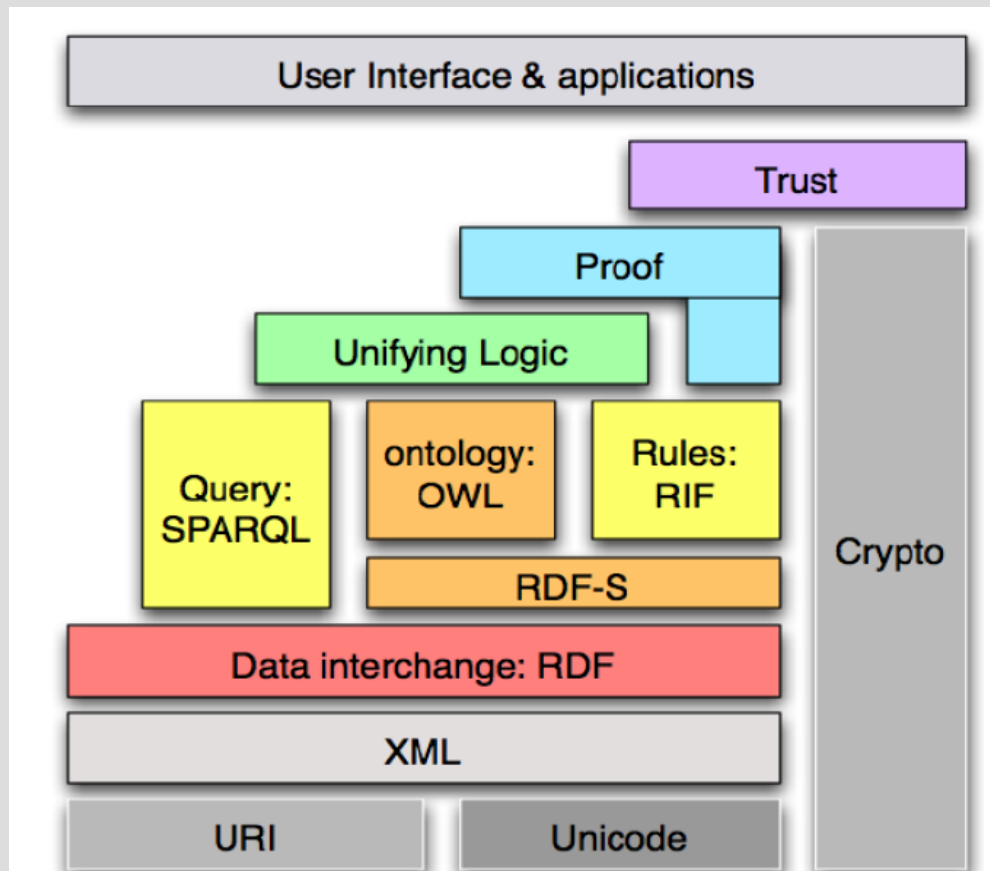 User Interface & applications
Trust
Proof
Unifying Logic
Query:
SPARQL
ontology:
OWL
Rules:
RIF
Crypto
RDF-S
Data interchange: RDF
XML
URI
Unicode